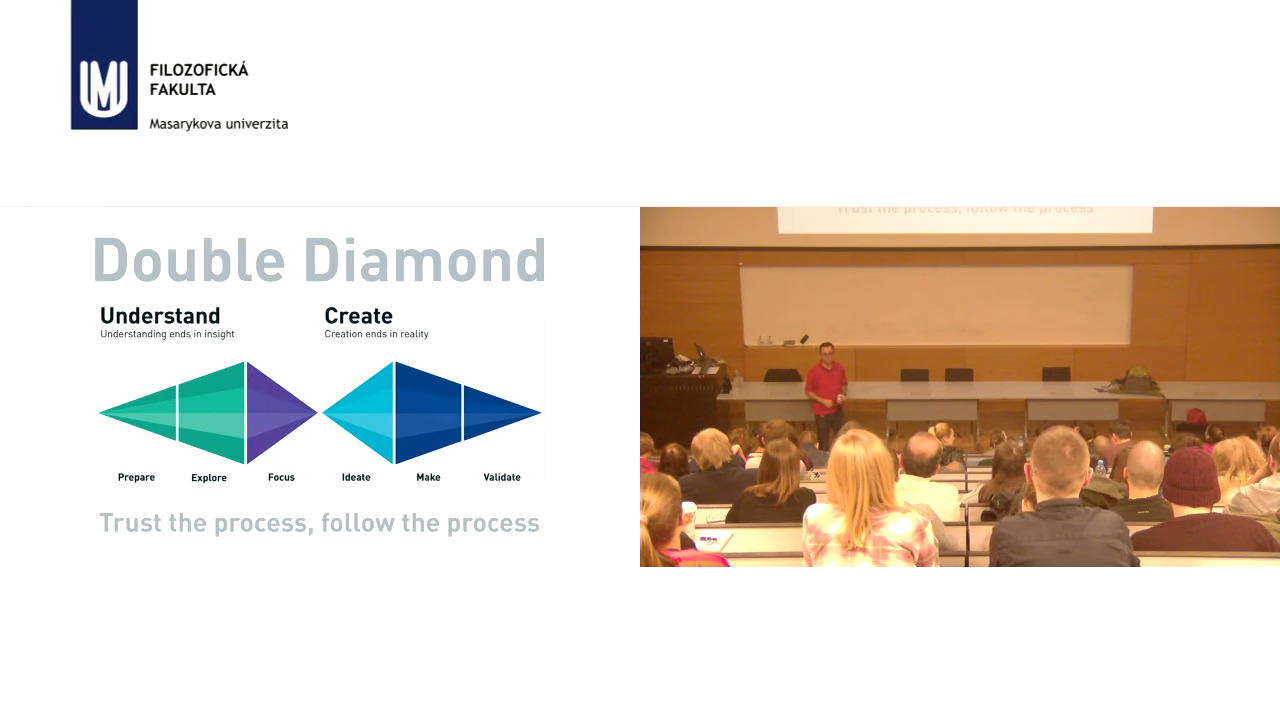 FILOZOFICKÁ
FAKULTA
Masarykova univerzita
Double Diamond
Understand
Understanding ends in insight
Create
Creation ends in reality
Prepare
Explore
Focus
Ideate
Make
Validate
Trust the process, follow the process
Trust the process, follow the process